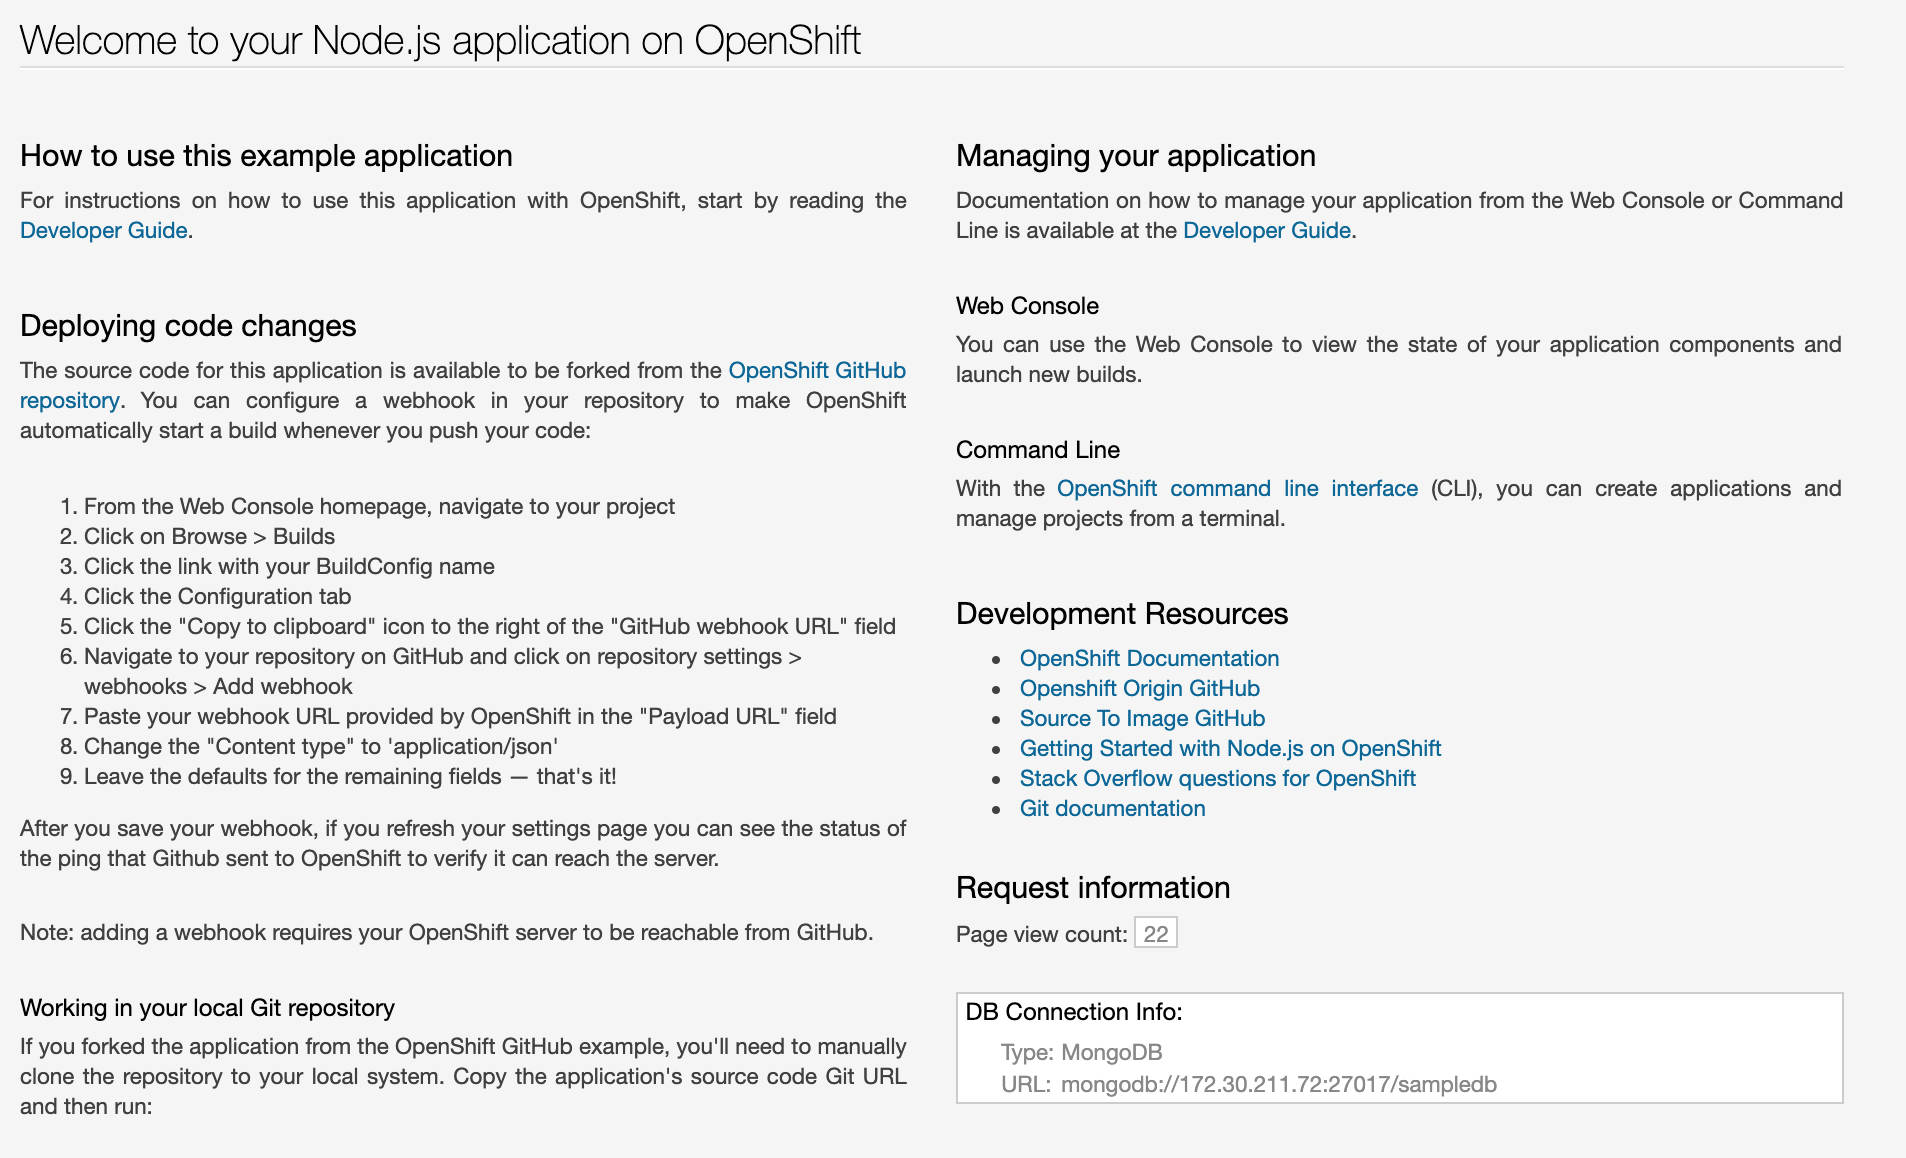 Welcome to your Node.js application on OpenShift
How to use this example application
For instructions on how to use this application with OpenShift, start by reading the
Developer Guide.
Deploying code changes
The source code for this application is available to be forked from the OpenShift GitHub
repository. You can configure a webhook in your repository to make OpenShift
automatically start a build whenever you push your code:
1. From the Web Console homepage, navigate to your project
2. Click on Browse > Builds
3. Click the link with your BuildConfig name
4. Click the Configuration tab
5. Click the "Copy to clipboard" icon to the right of the "GitHub webhook URL" field
6. Navigate to your repository on GitHub and click on repository settings >
webhooks > Add webhook
7. Paste your webhook URL provided by OpenShift in the "Payload URL" field
8. Change the "Content type" to 'application/json'
9. Leave the defaults for the remaining fields — that's it!
After you save your webhook, if you refresh your settings page you can see the status of
the ping that Github sent to OpenShift to verify it can reach the server.
Note: adding a webhook requires your OpenShift server to be reachable from GitHub.
Working in your local Git repository
If you forked the application from the OpenShift GitHub example, you'll need to manually
clone the repository to your local system. Copy the application's source code Git URL
and then run:
Managing your application
Documentation on how to manage your application from the Web Console or Command
Line is available at the Developer Guide.
Web Console
You can use the Web Console to view the state of your application components and
launch new builds.
Command Line
With the OpenShift command line interface (CLI), you can create applications and
manage projects from a terminal.
Development Resources
• OpenShift Documentation
• Openshift Origin GitHub
• Source To Image GitHub
• Getting Started with Node.js on OpenShift
• Stack Overflow questions for OpenShift
• Git documentation
Request information
Page view count: 22
DB Connection Info:
Type: MongoDB
URL: mongodb://172.30.211.72:27017/sampledb